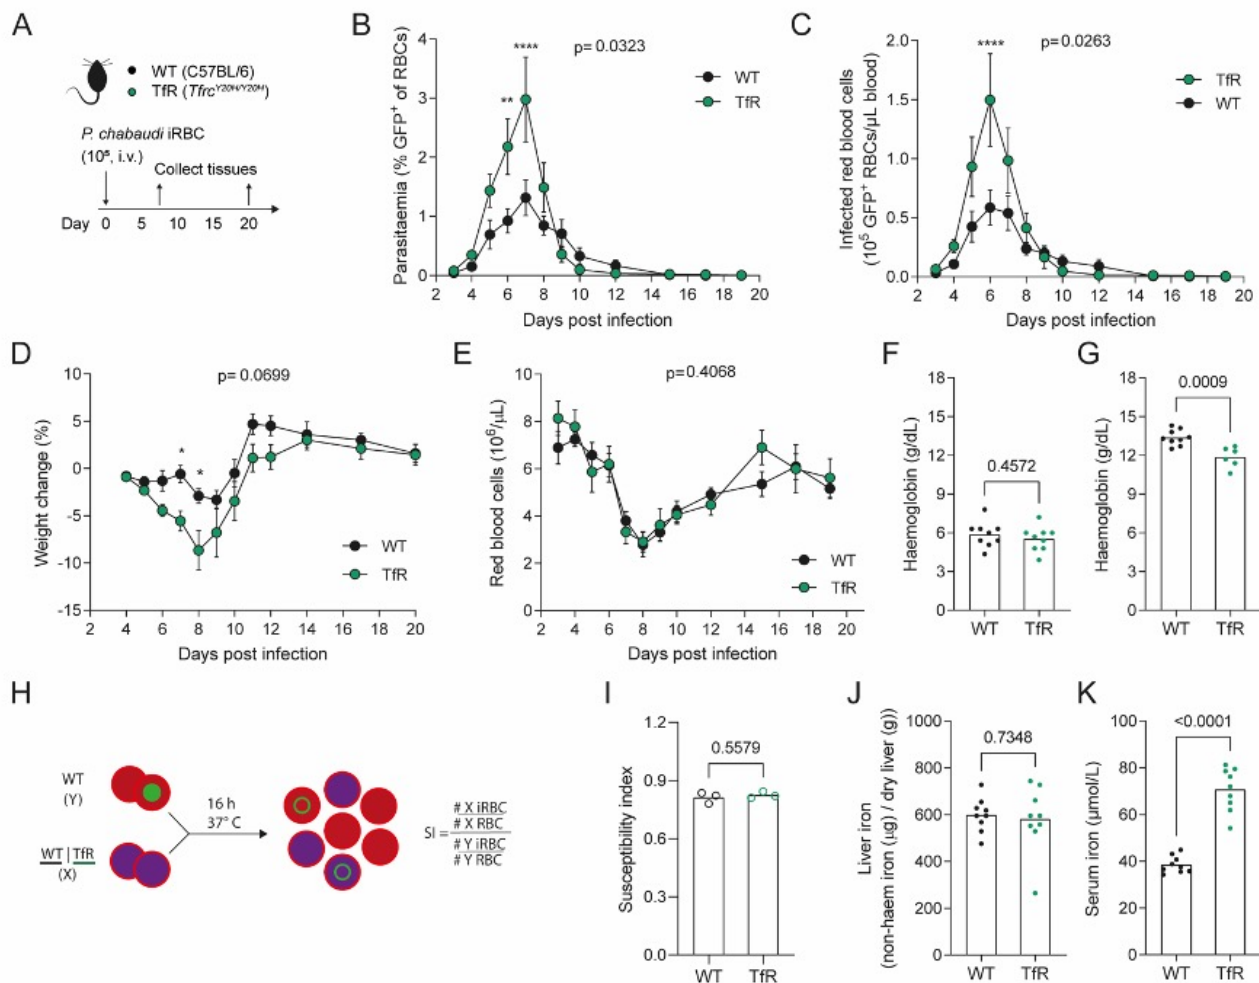 A
WT (C57BL/6)
TfR (Tfrc^Y20H/Y20H)
P. chabaudi iRBC
(10⁵, i.v.)
Collect tissues
Day 0 5 10 15 20
B
p= 0.0323
Parasitaemia (% GFP⁺ of RBCs)
4
3
2
1
0
**
****
WT
TfR
2 4 6 8 10 12 14 16 18 20
Days post infection
C
p=0.0263
Infected red blood cells
(10⁵ GFP⁺ RBCs/µL blood)
2.0
1.5
1.0
0.5
0.0
****
TfR
WT
2 4 6 8 10 12 14 16 18 20
Days post infection
D
p= 0.0699
Weight change (%)
10
5
0
-5
-10
-15
*
*
WT
TfR
2 4 6 8 10 12 14 16 18 20
Days post infection
E
p=0.4068
Red blood cells (10⁶/µL)
10
8
6
4
2
0
WT
TfR
2 4 6 8 10 12 14 16 18 20
Days post infection
F
Haemoglobin (g/dL)
18
15
12
9
6
3
0
0.4572
WT TfR
G
Haemoglobin (g/dL)
18
15
12
9
6
3
0
0.0009
WT TfR
H
WT
(Y)
WT | TfR
(X)
16 h
37° C
# X iRBC
# X RBC
SI =
# Y iRBC
# Y RBC
I
Susceptibility index
1.2
0.9
0.6
0.3
0.0
0.5579
WT TfR
J
Liver iron
(non-haem iron (µg) / dry liver (g))
1000
800
600
400
200
0
0.7348
WT TfR
K
Serum iron (µmol/L)
100
80
60
40
20
0
<0.0001
WT TfR